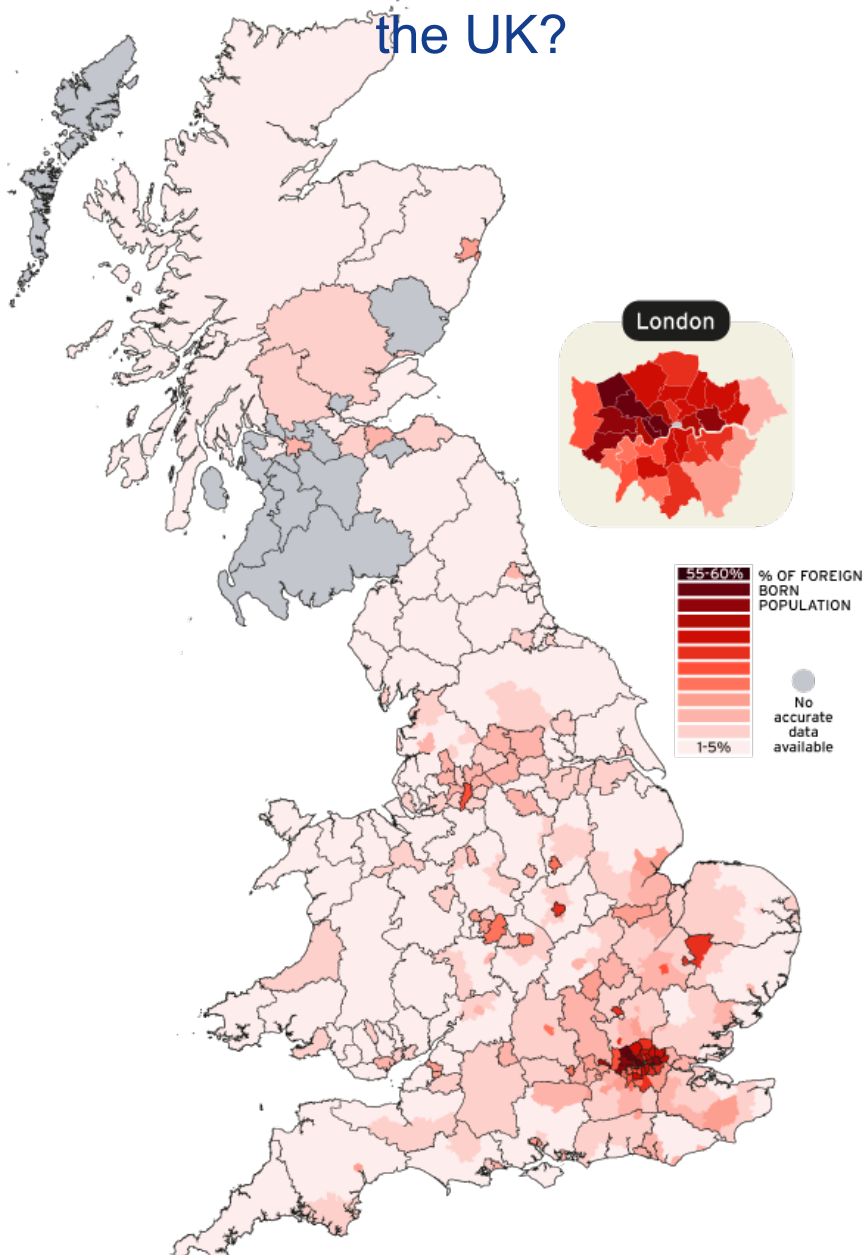 the UK?
London
55-60%
% OF FOREIGN
BORN
POPULATION
No
accurate
data
available
1-5%